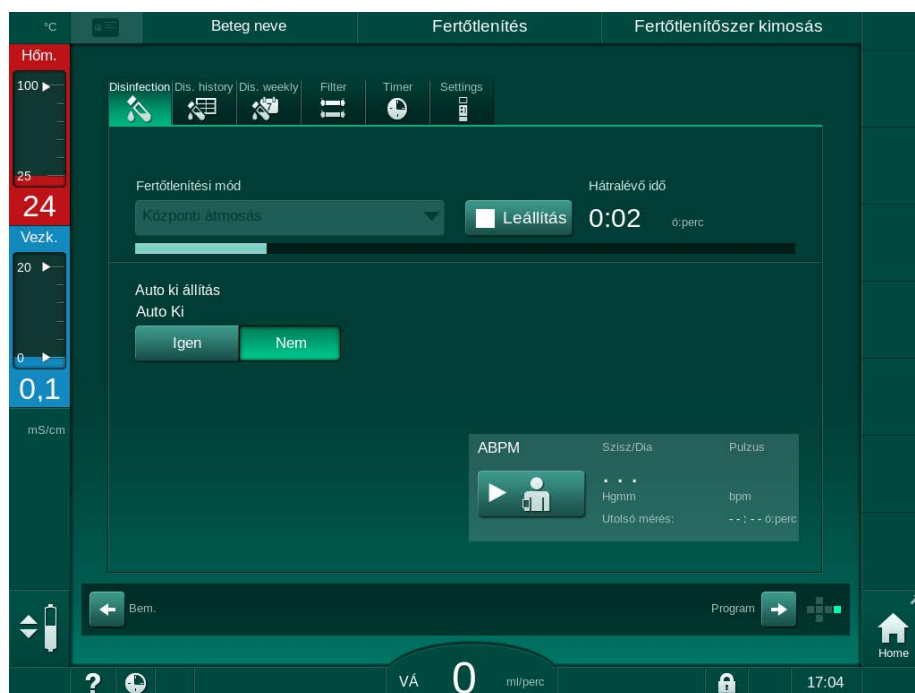 °C Beteg neve Fertőtlenítés Fertőtlenítőszer kimosás
Hőm.
100
25
24
Vezk.
20
0
0,1
mS/cm
Disinfection Dis. history Dis. weekly Filter Timer Settings
7
Fertőtlenítési mód Hátralévő idő
Központi átmosás Leállítás 0:02 ó:perc
Auto ki állítás
Auto Ki
Igen Nem
ABPM Szisz/Dia Pulzus
. . .
Hgmm bpm
Utolsó mérés: --:-- ó:perc
Bem. Program
Home
? VÁ 0 ml/perc 17:04